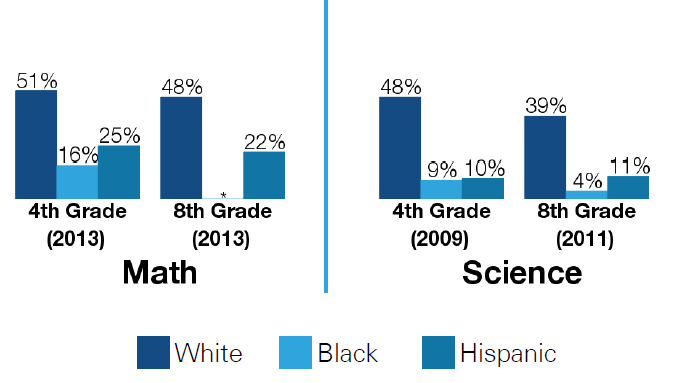 51%
16%
25%
48%
*
22%
48%
9%
10%
39%
4%
11%
4th Grade
(2013)
8th Grade
(2013)
4th Grade
(2009)
8th Grade
(2011)
Math
Science
White
Black
Hispanic